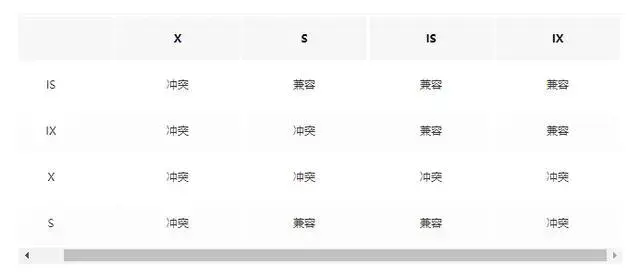 X S IS IX
IS 冲突 兼容 兼容 兼容
IX 冲突 冲突 兼容 兼容
X 冲突 冲突 冲突 冲突
S 冲突 兼容 兼容 冲突